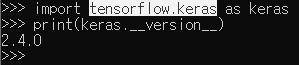 >>> import tensorflow.keras as keras
>>> print(keras.__version__)
2.4.0
>>>